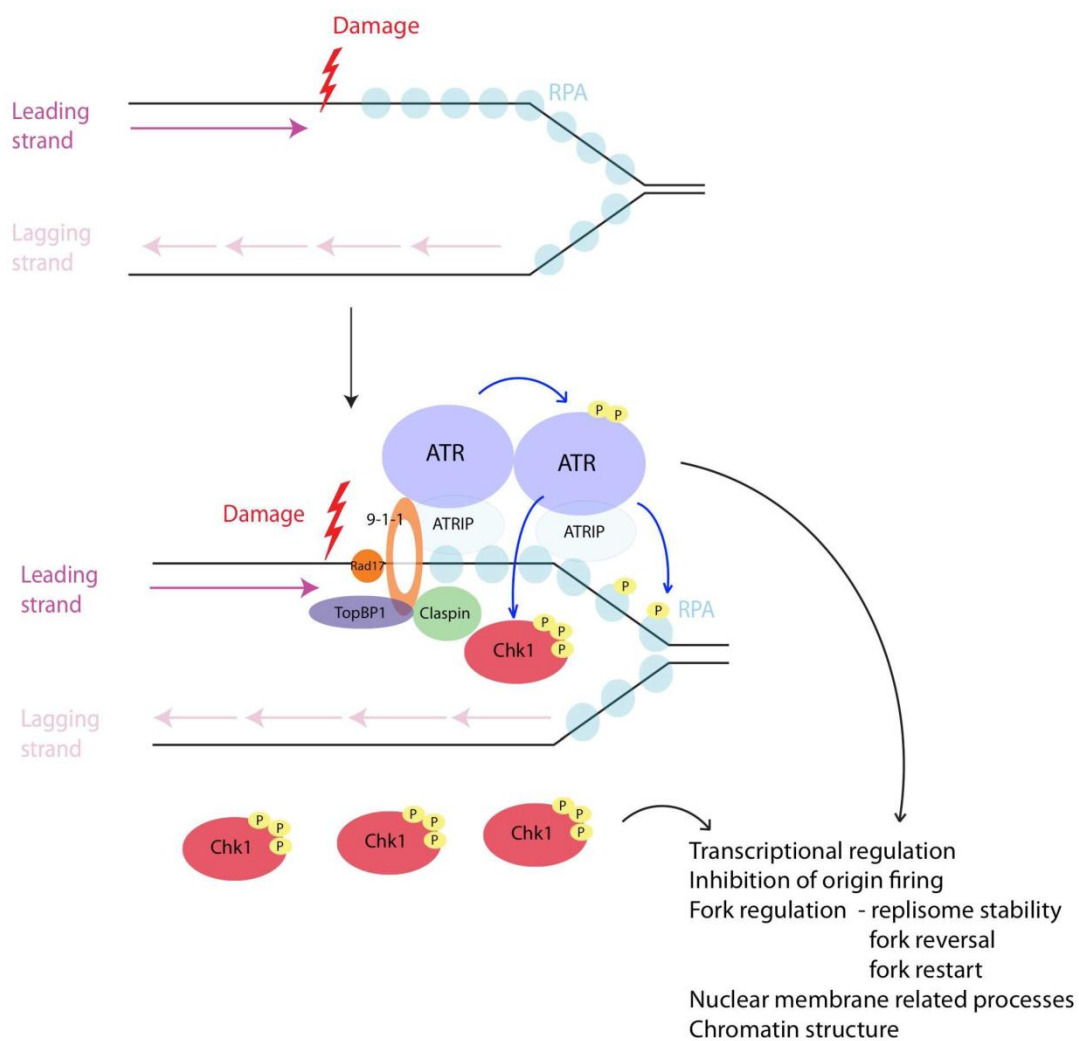 Damage
RPA
Leading
strand
Lagging
strand
P P
ATR
ATR
Damage
9-1-1
ATRIP
ATRIP
Rad17
Leading
strand
P
P
RPA
TopBP1
Claspin
P
P
P
Chk1
Lagging
strand
P
P
P
Chk1
P
P
P
Chk1
P
P
P
Chk1
Transcriptional regulation
Inhibition of origin firing
Fork regulation - replisome stability
fork reversal
fork restart
Nuclear membrane related processes
Chromatin structure